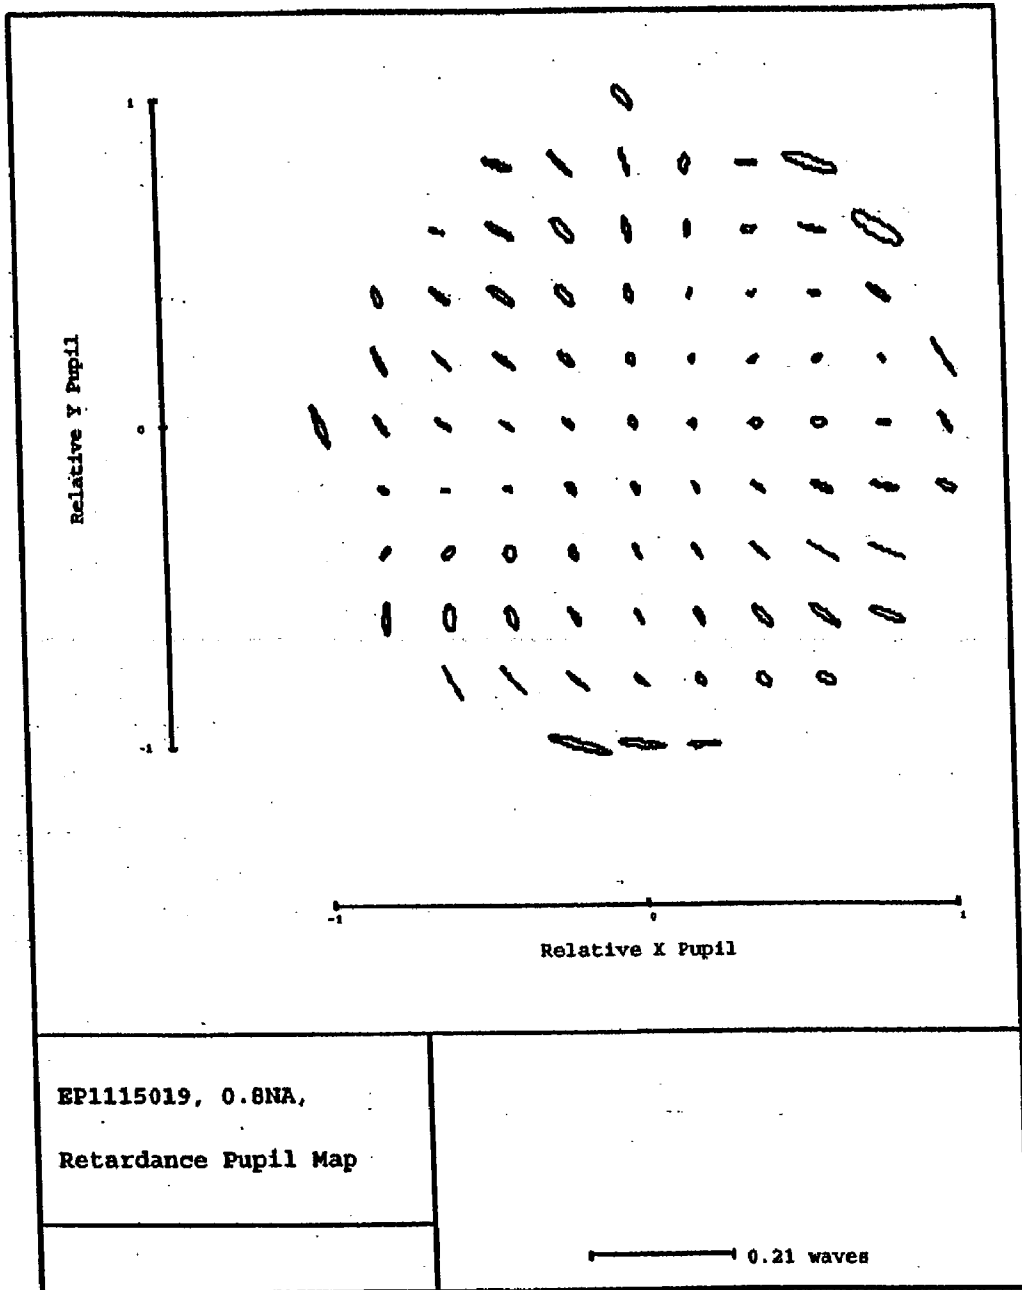 1
0
-1
Relative Y Pupil
-1
0
1
Relative X Pupil
EP1115019, 0.8NA,
Retardance Pupil Map
0.21 waves